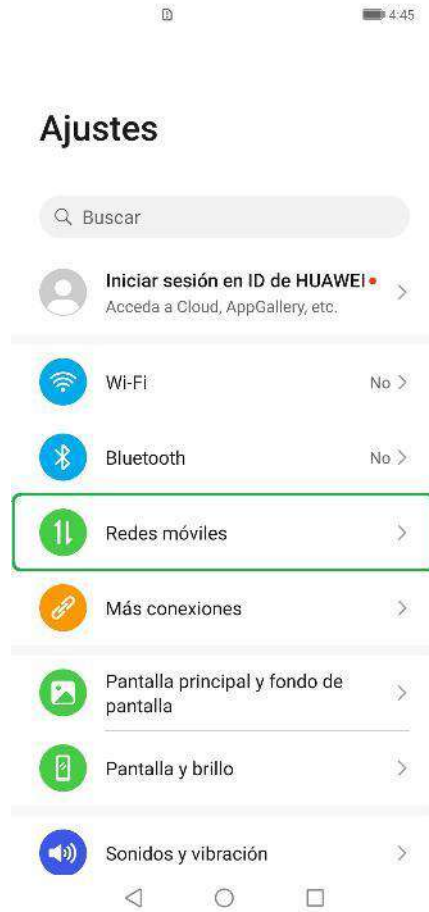 4:45
Ajustes
Buscar
Iniciar sesión en ID de HUAWEI
Acceda a Cloud, AppGallery, etc.
Wi-Fi No
Bluetooth No
Redes móviles
Más conexiones
Pantalla principal y fondo de
pantalla
Pantalla y brillo
Sonidos y vibración